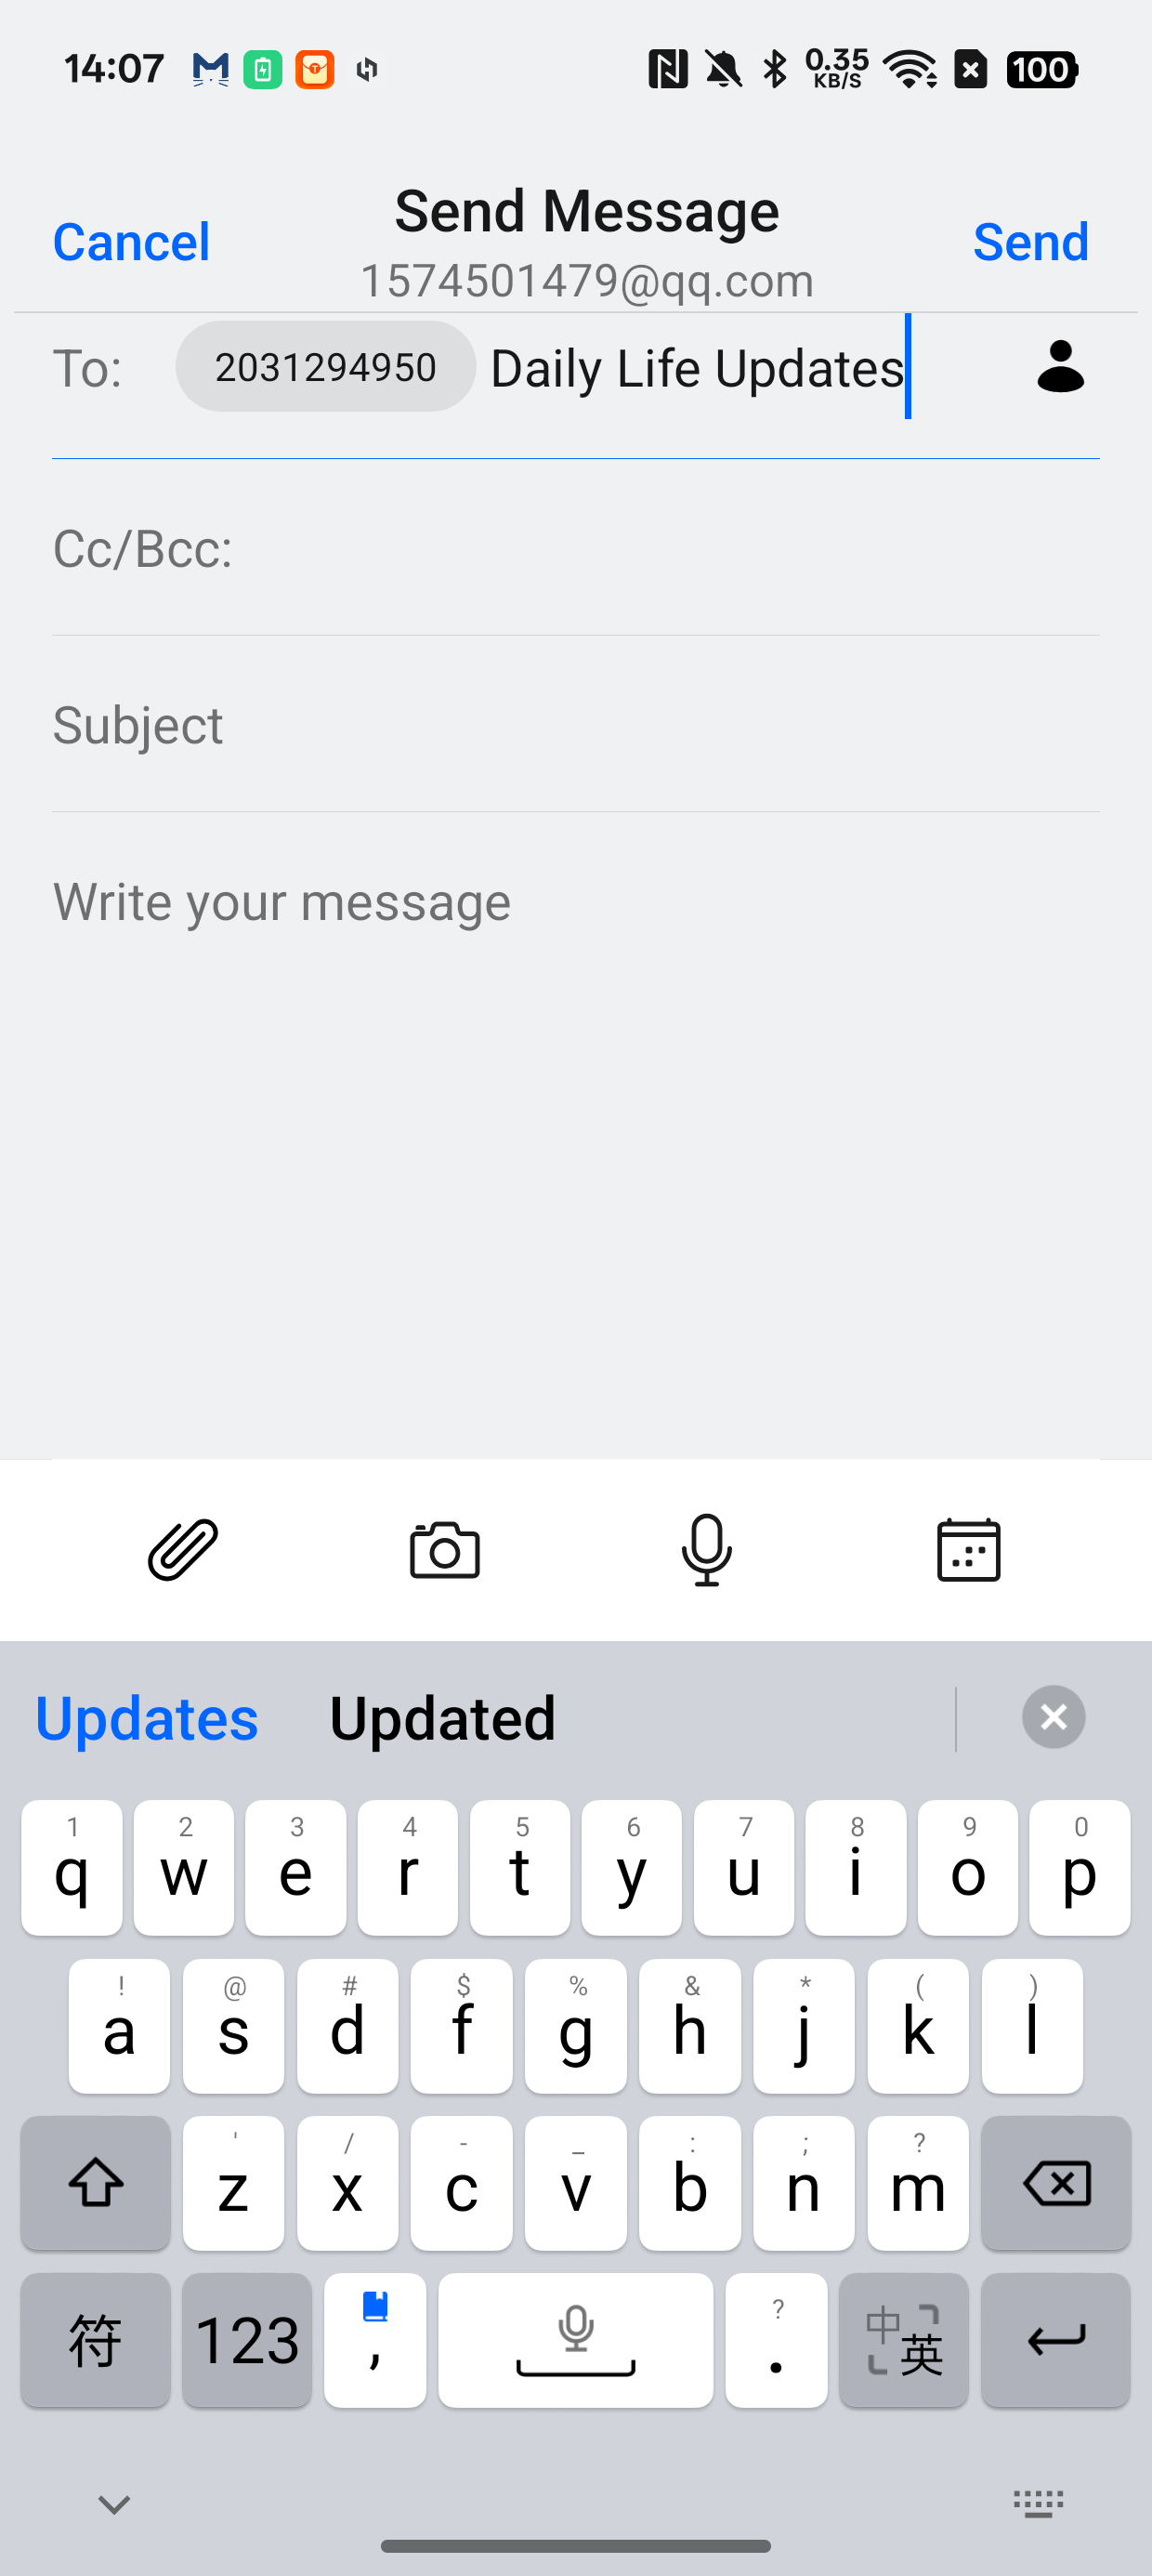 14:07 0.35 KB/S 100
Cancel Send Message Send
1574501479@qq.com
To: 2031294950 Daily Life Updates
Cc/Bcc:
Subject
Write your message
Updates Updated
1 2 3 4 5 6 7 8 9 0
q w e r t y u i o p
! @ # $ % & * ( )
a s d f g h j k l
' / - _ : ; ?
z x c v b n m
符 123 , ? . 中 英